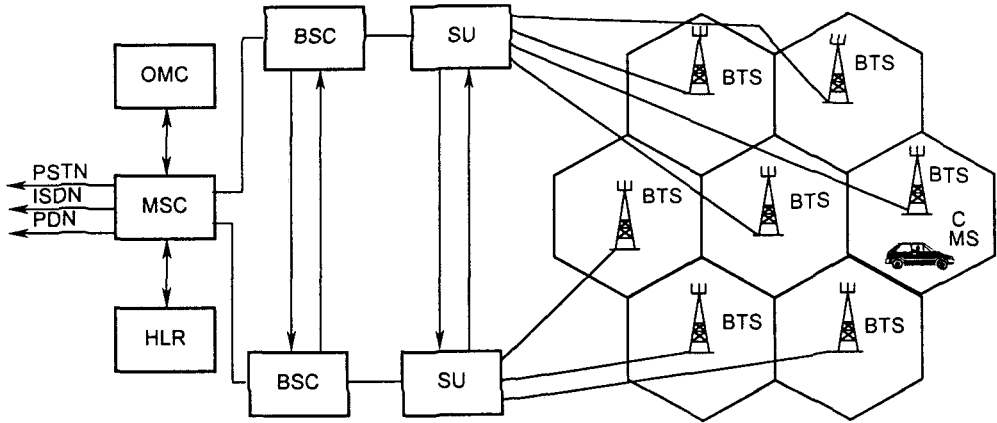 BSC
SU
BTS
BTS
OMC
PSTN
ISDN
PDN
MSC
BTS
BTS
BTS
C
MS
HLR
BTS
BTS
BSC
SU